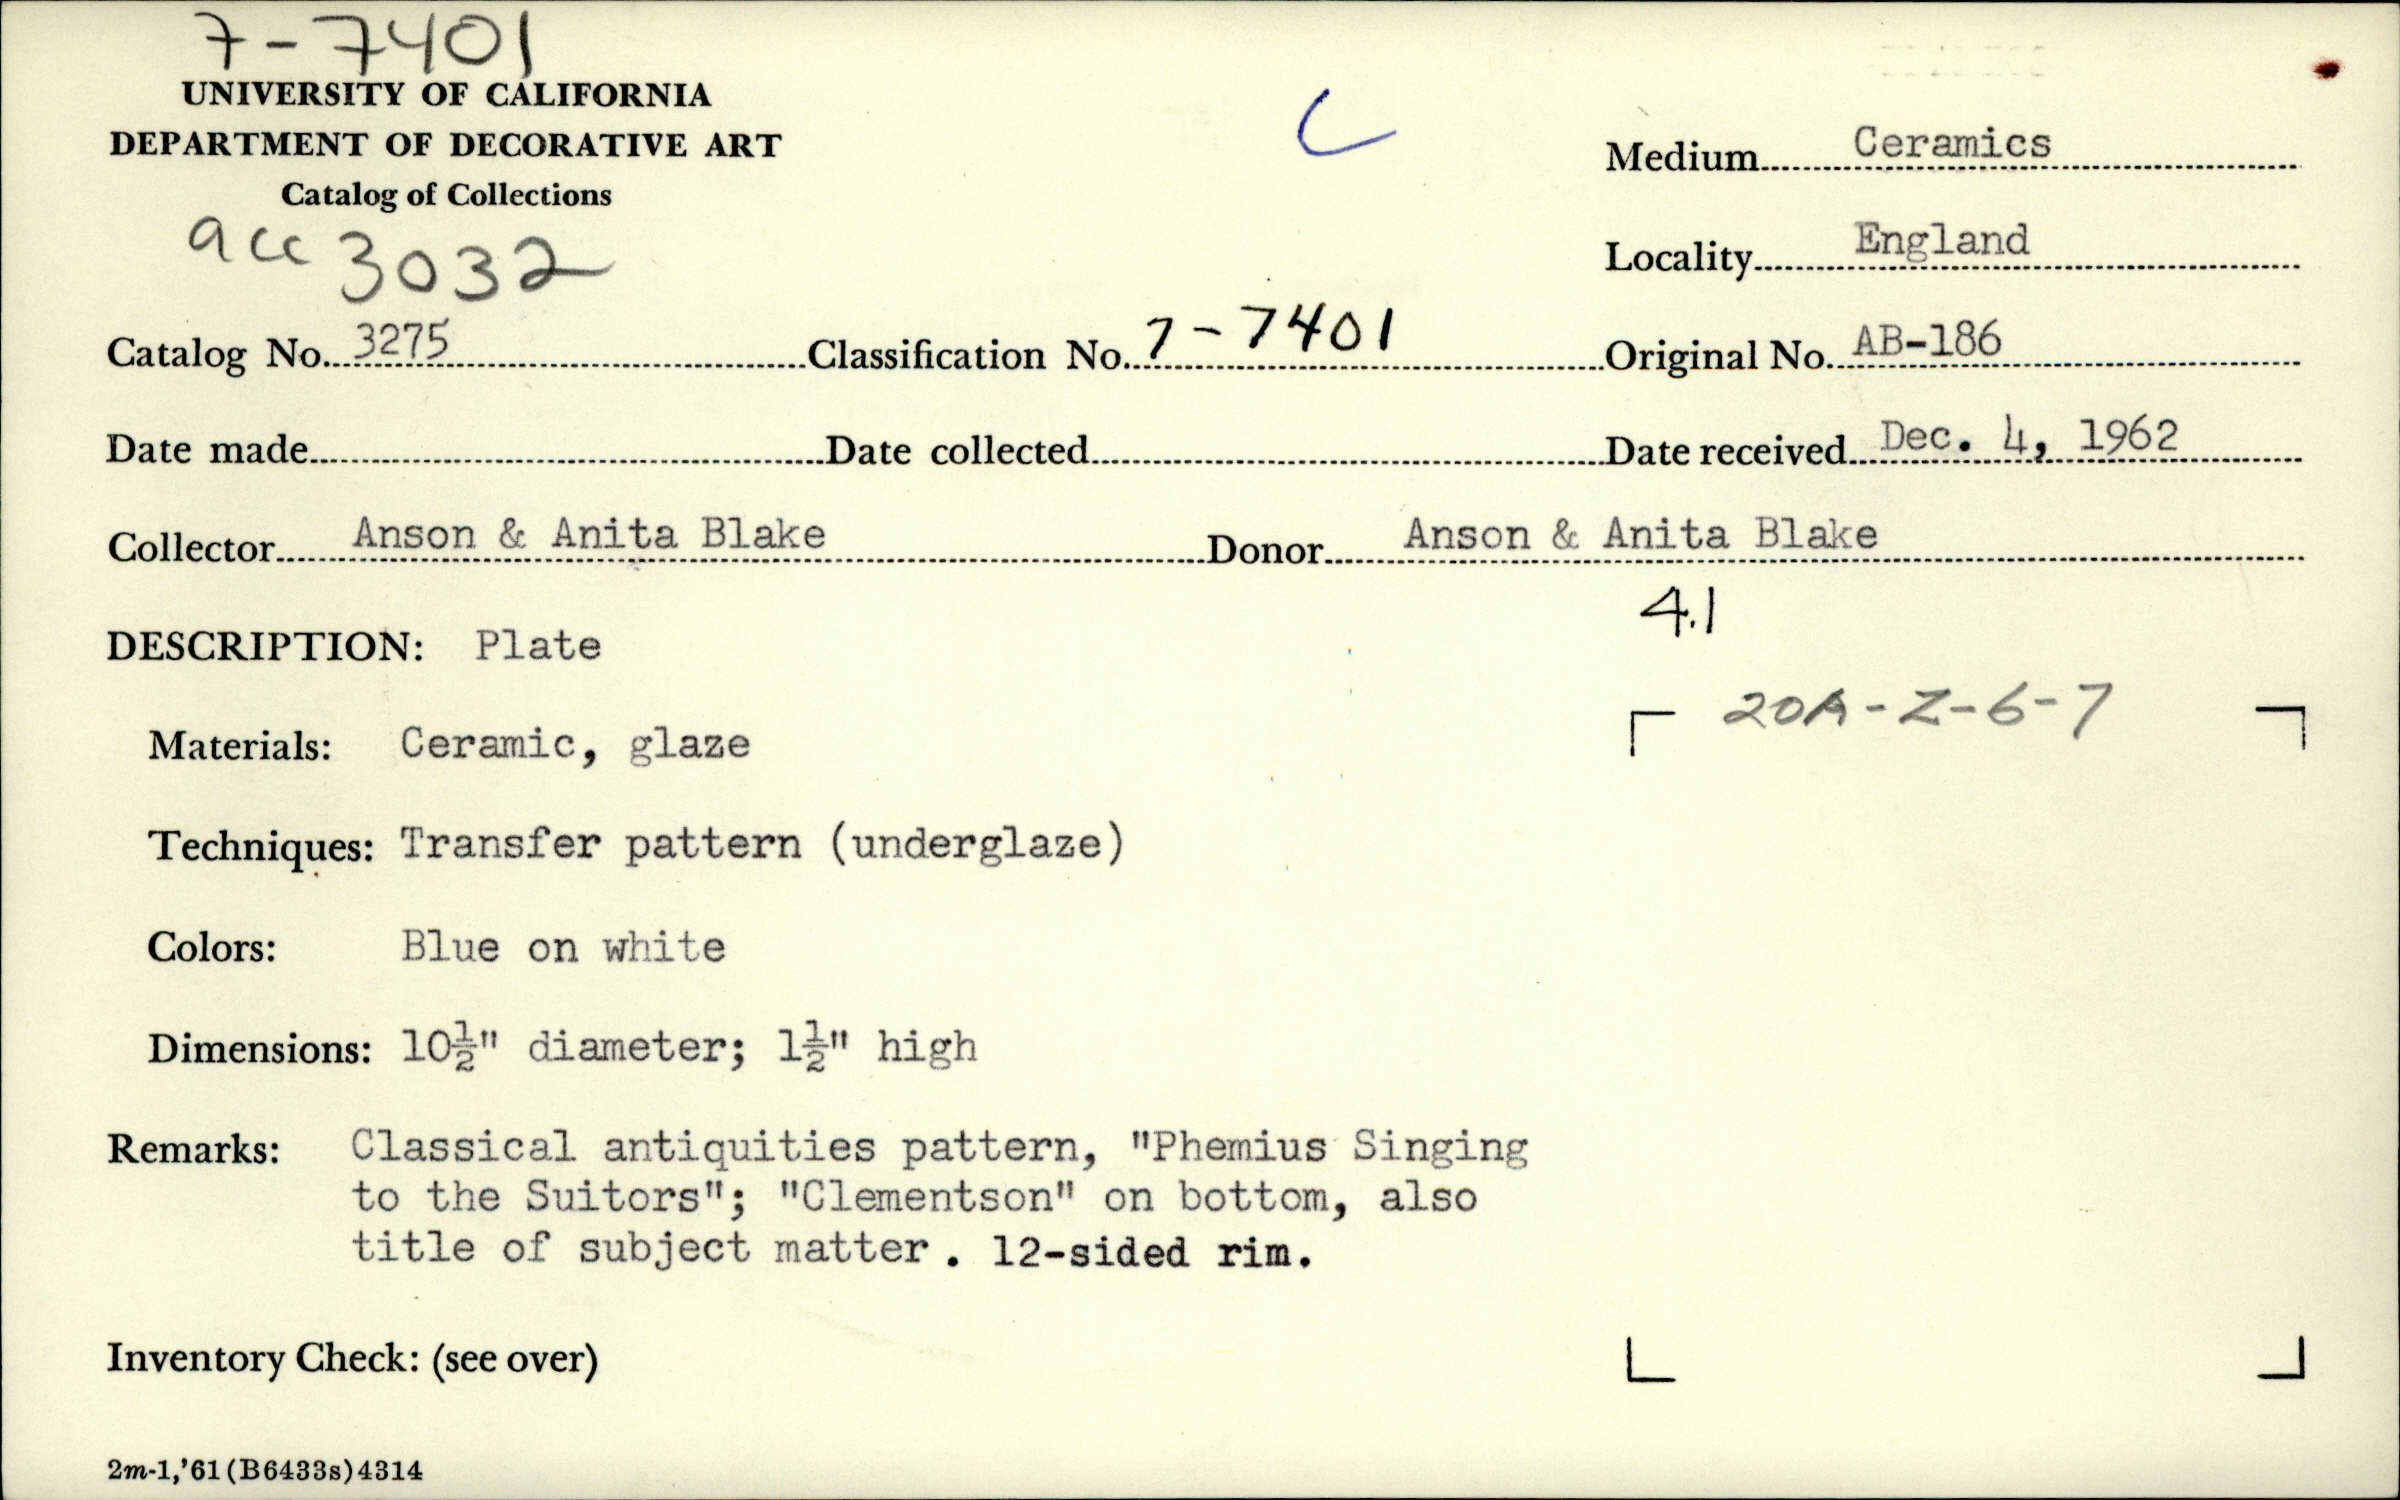 7-7401
UNIVERSITY OF CALIFORNIA
DEPARTMENT OF DECORATIVE ART
Catalog of Collections
acc 3032
C
Medium Ceramics
Locality England
Catalog No. 3275 Classification No. 7-7401 Original No. AB-186
Date made Date collected Date received Dec. 4, 1962
Collector Anson & Anita Blake Donor Anson & Anita Blake
4.1
DESCRIPTION: Plate
20A-Z-6-7
Materials: Ceramic, glaze
Techniques: Transfer pattern (underglaze)
Colors: Blue on white
Dimensions: 10½" diameter; 1½" high
Remarks: Classical antiquities pattern, "Phemius Singing
to the Suitors"; "Clementson" on bottom, also
title of subject matter. 12-sided rim.
Inventory Check: (see over)
2m-1,'61(B6433s)4314